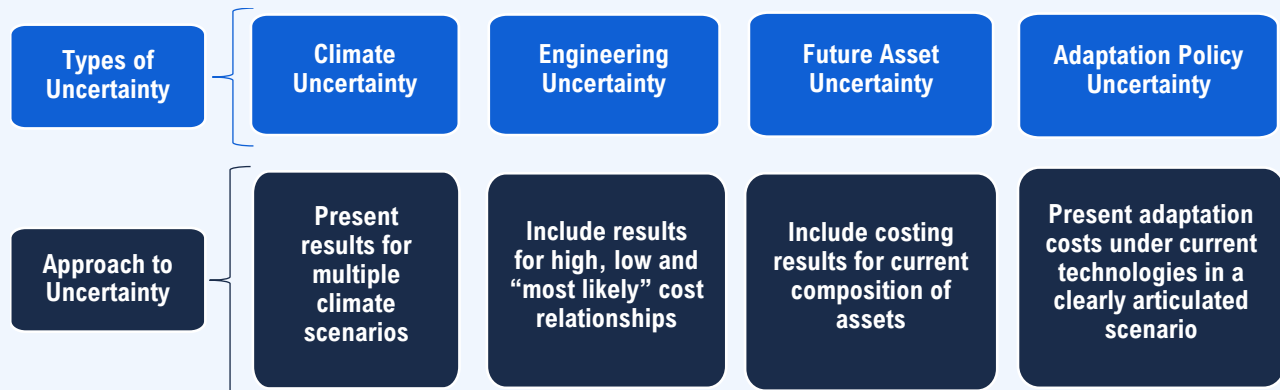 Types of
Uncertainty
Climate
Uncertainty
Engineering
Uncertainty
Future Asset
Uncertainty
Adaptation Policy
Uncertainty
Approach to
Uncertainty
Present
results for
multiple
climate
scenarios
Include results
for high, low and
“most likely” cost
relationships
Include costing
results for current
composition of
assets
Present adaptation
costs under current
technologies in a
clearly articulated
scenario